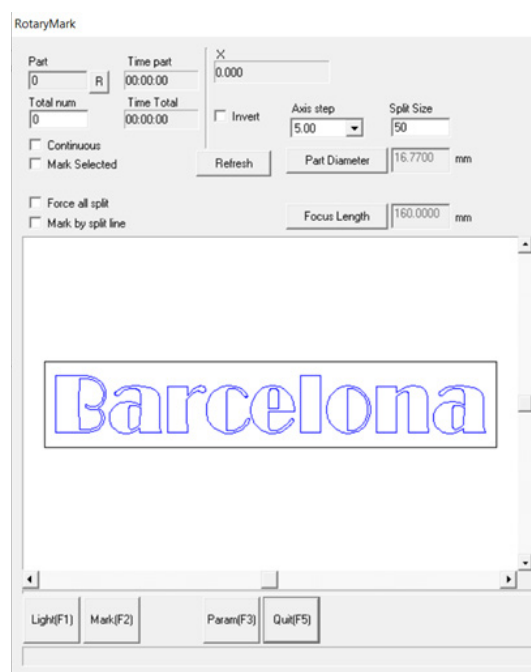 RotaryMark
Part Time part X
0 R 00:00:00 0.000
Total num Time Total Axis step Split Size
0 00:00:00 Invert 5.00 50
Continuous
Mark Selected Refresh Part Diameter 16.7700 mm
Force all split
Mark by split line Focus Length 160.0000 mm
Barcelona
Light(F1) Mark(F2) Param(F3) Quit(F5)